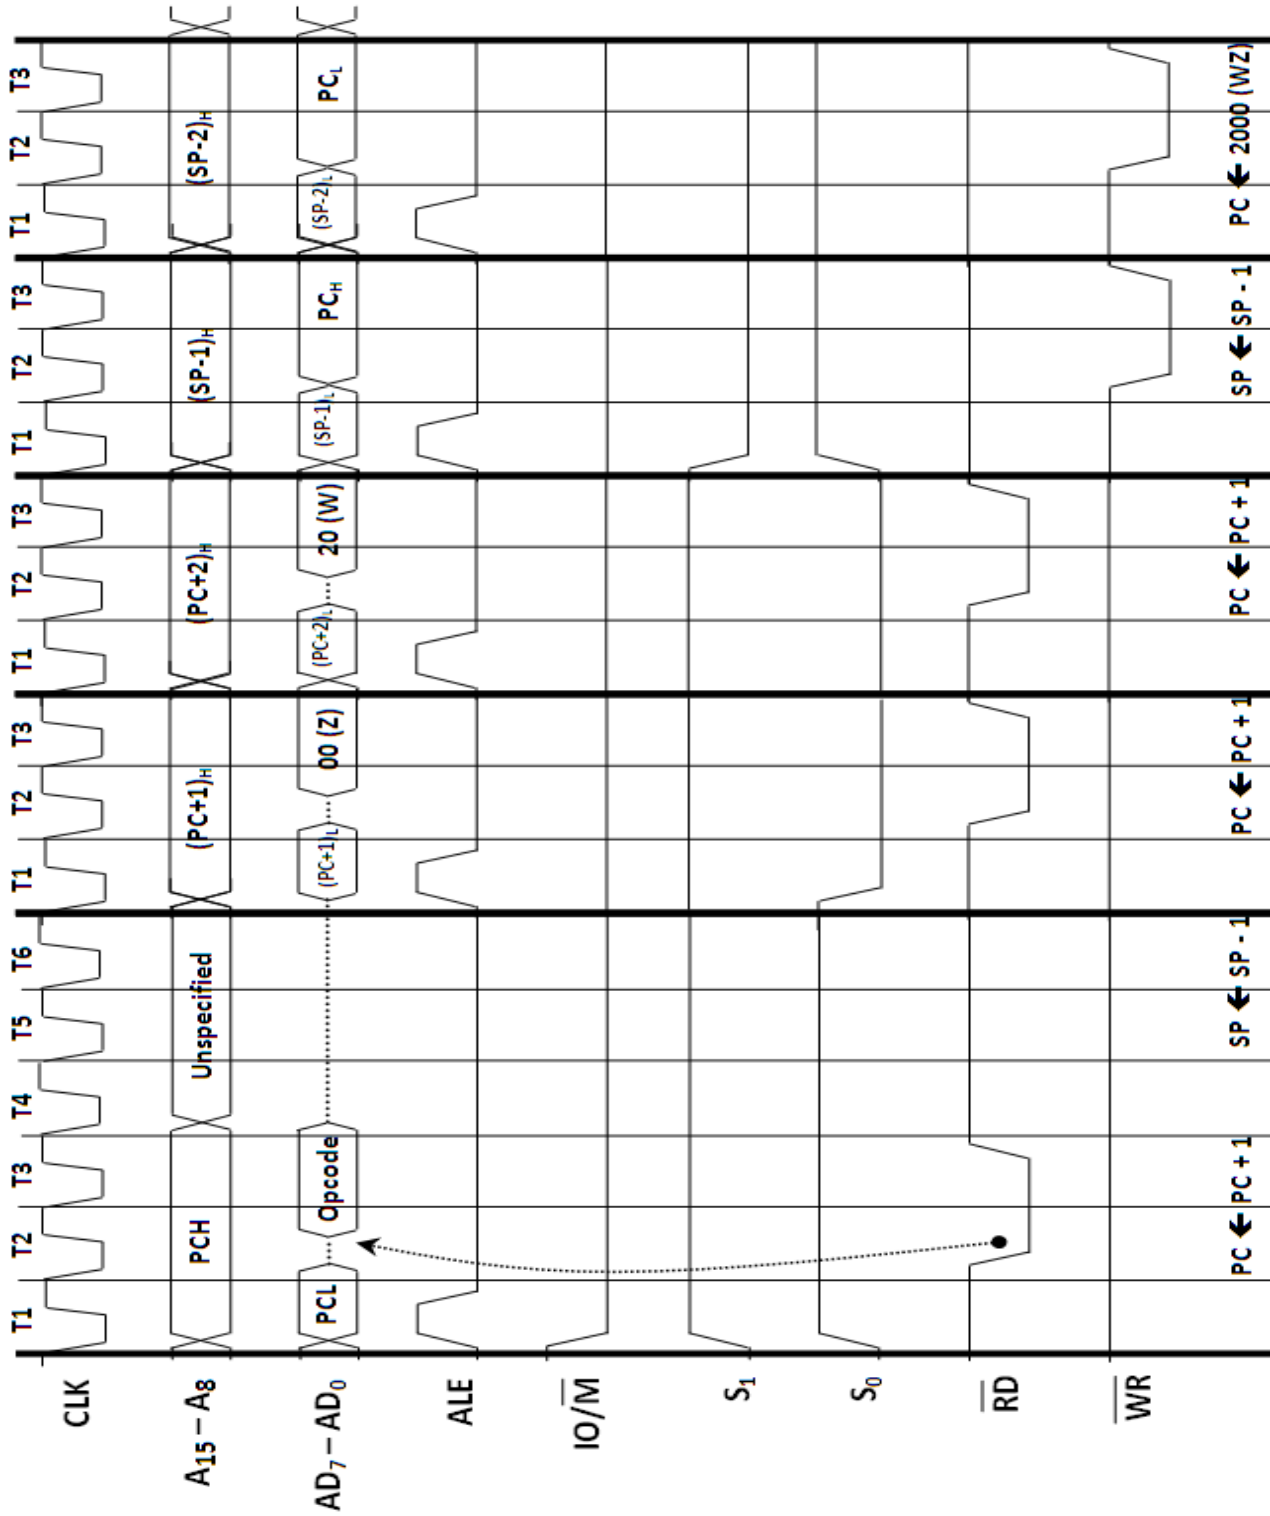 T1 T2 T3 T4 T5 T6 T1 T2 T3 T1 T2 T3 T1 T2 T3 T1 T2 T3
CLK
A15 – A8 PCH Unspecified (PC+1)H (PC+2)H (SP-1)H (SP-2)H
AD7 – AD0 PCL Opcode (PC+1)L 00 (Z) (PC+2)L 20 (W) (SP-1)L PCH (SP-2)L PCL
ALE
IO/M
S1
S0
RD
WR
PC ← PC + 1 SP ← SP - 1 PC ← PC + 1 PC ← PC + 1 SP ← SP - 1 PC ← 2000 (WZ)